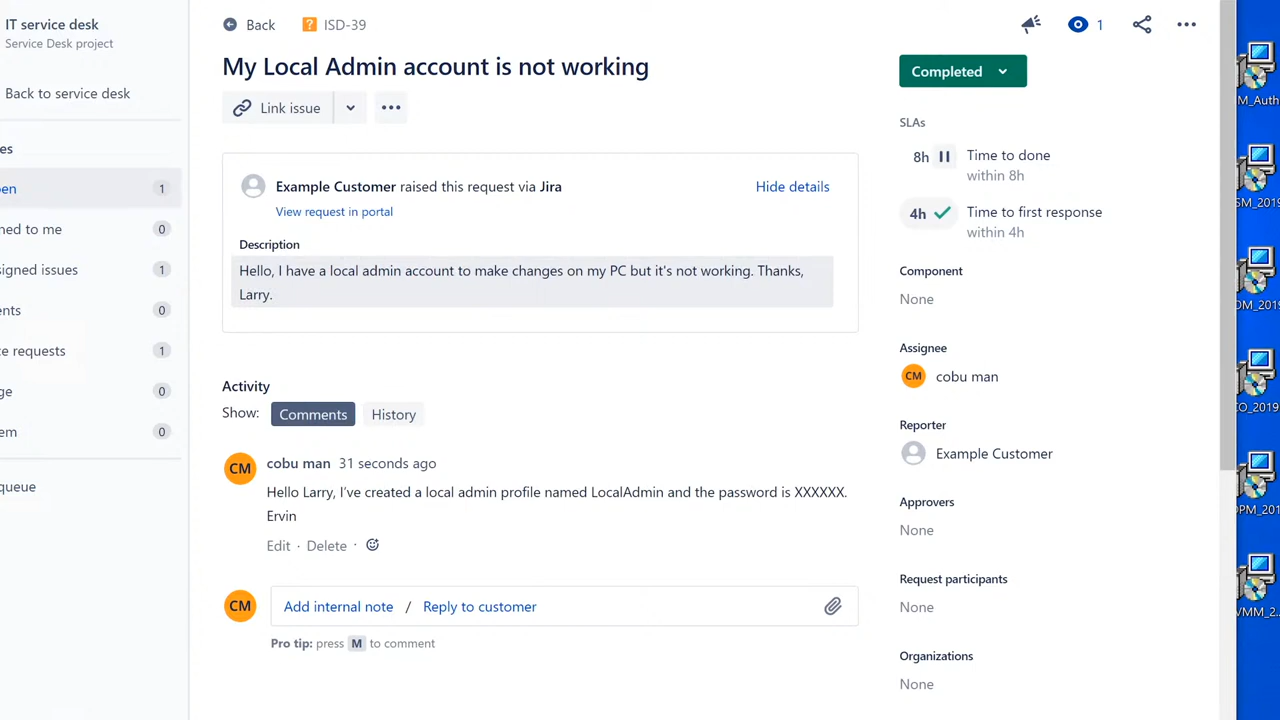 IT service desk
Service Desk project
Back to service desk
es
en 1
ned to me 0
signed issues 1
ents 0
ce requests 1
ge 0
em 0
queue
Back ISD-39
1
My Local Admin account is not working
Link issue
Example Customer raised this request via Jira Hide details
View request in portal
Description
Hello, I have a local admin account to make changes on my PC but it's not working. Thanks,
Larry.
Activity
Show: Comments History
CM cobu man 31 seconds ago
Hello Larry, I've created a local admin profile named LocalAdmin and the password is XXXXXX.
Ervin
Edit · Delete ·
CM Add internal note / Reply to customer
Pro tip: press M to comment
Completed
SLAs
8h Time to done
within 8h
4h Time to first response
within 4h
Component
None
Assignee
CM cobu man
Reporter
Example Customer
Approvers
None
Request participants
None
Organizations
None
M_Auth
SM_2019
OM_2019
CO_2019
DPM_201
VMM_2...